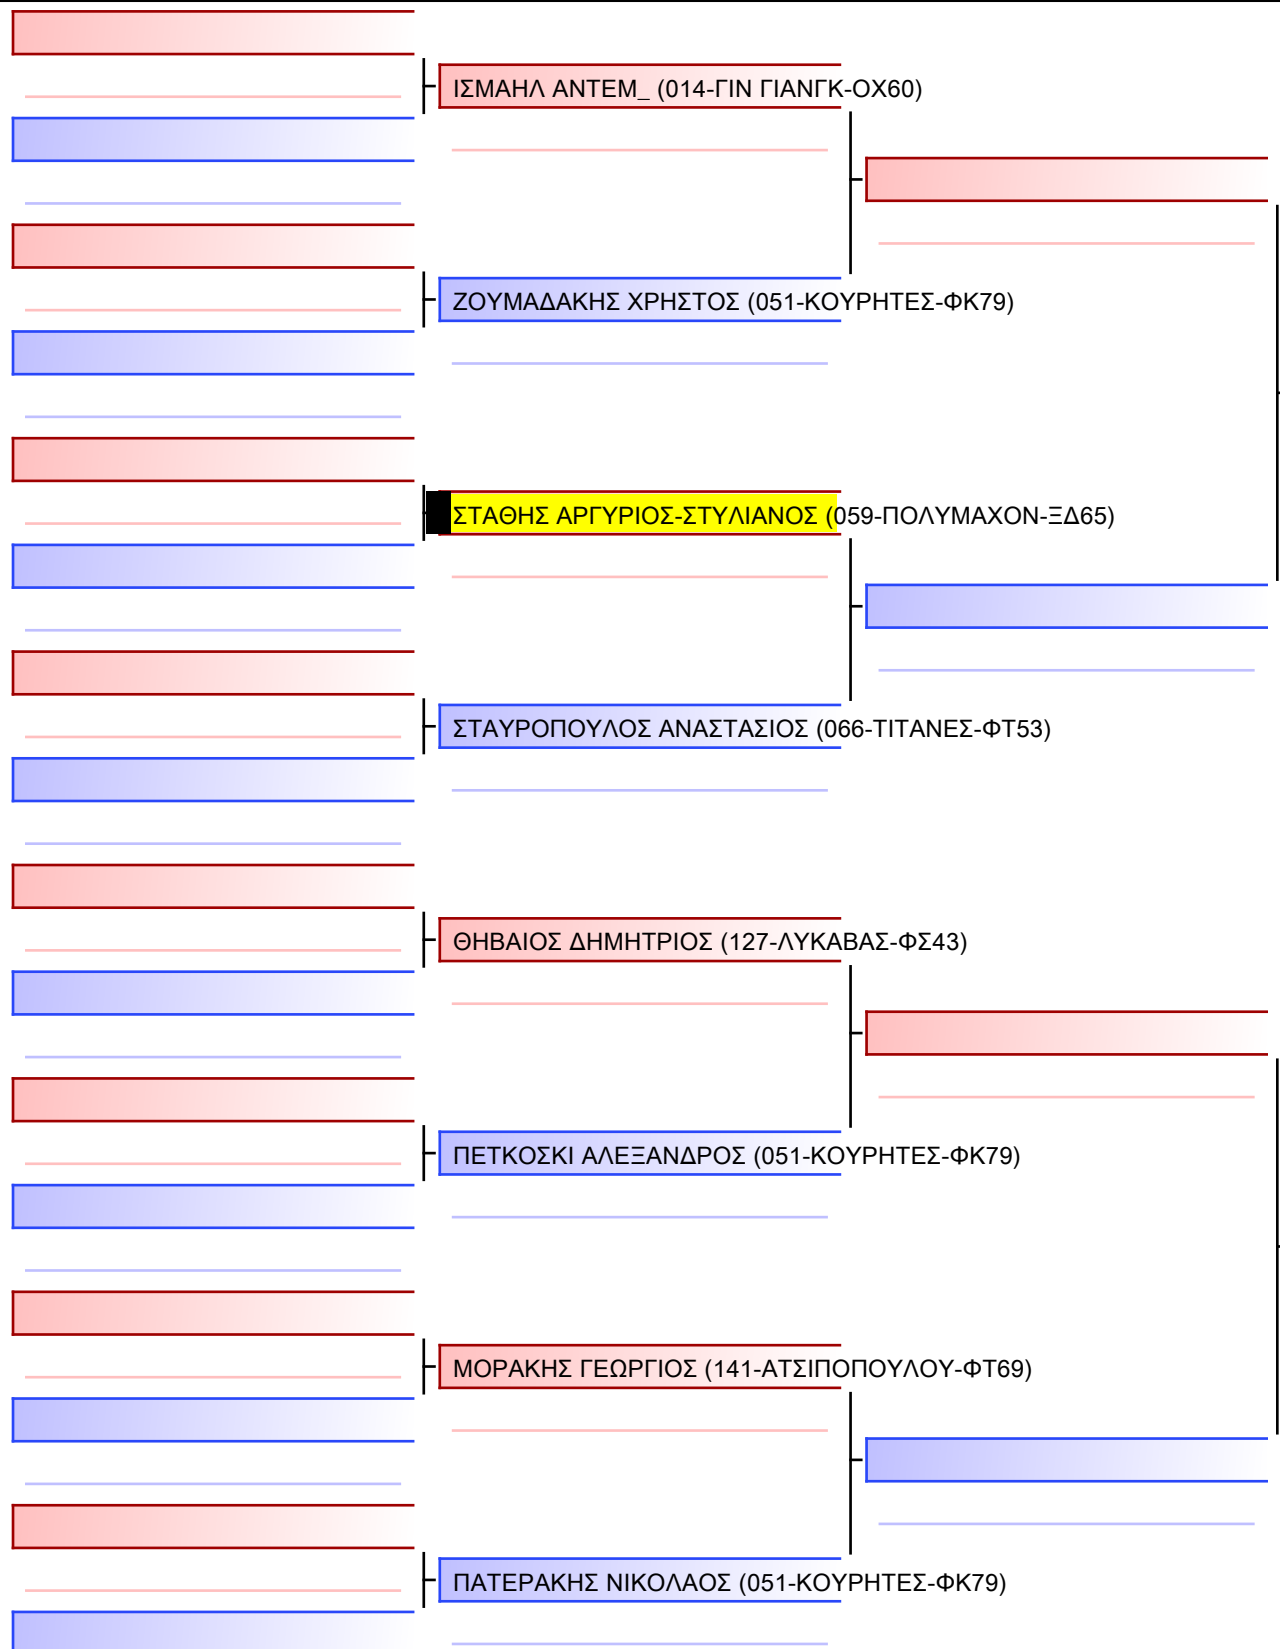 ΙΣΜΑΗΛ ΑΝΤΕΜ_ (014-ΓΙΝ ΓΙΑΝΓΚ-ΟΧ60)
ΖΟΥΜΑΔΑΚΗΣ ΧΡΗΣΤΟΣ (051-ΚΟΥΡΗΤΕΣ-ΦΚ79)
ΣΤΑΘΗΣ ΑΡΓΥΡΙΟΣ-ΣΤΥΛΙΑΝΟΣ (059-ΠΟΛΥΜΑΧΟΝ-ΞΔ65)
ΣΤΑΥΡΟΠΟΥΛΟΣ ΑΝΑΣΤΑΣΙΟΣ (066-ΤΙΤΑΝΕΣ-ΦΤ53)
ΘΗΒΑΙΟΣ ΔΗΜΗΤΡΙΟΣ (127-ΛΥΚΑΒΑΣ-ΦΣ43)
ΠΕΤΚΟΣΚΙ ΑΛΕΞΑΝΔΡΟΣ (051-ΚΟΥΡΗΤΕΣ-ΦΚ79)
ΜΟΡΑΚΗΣ ΓΕΩΡΓΙΟΣ (141-ΑΤΣΙΠΟΠΟΥΛΟΥ-ΦΤ69)
ΠΑΤΕΡΑΚΗΣ ΝΙΚΟΛΑΟΣ (051-ΚΟΥΡΗΤΕΣ-ΦΚ79)